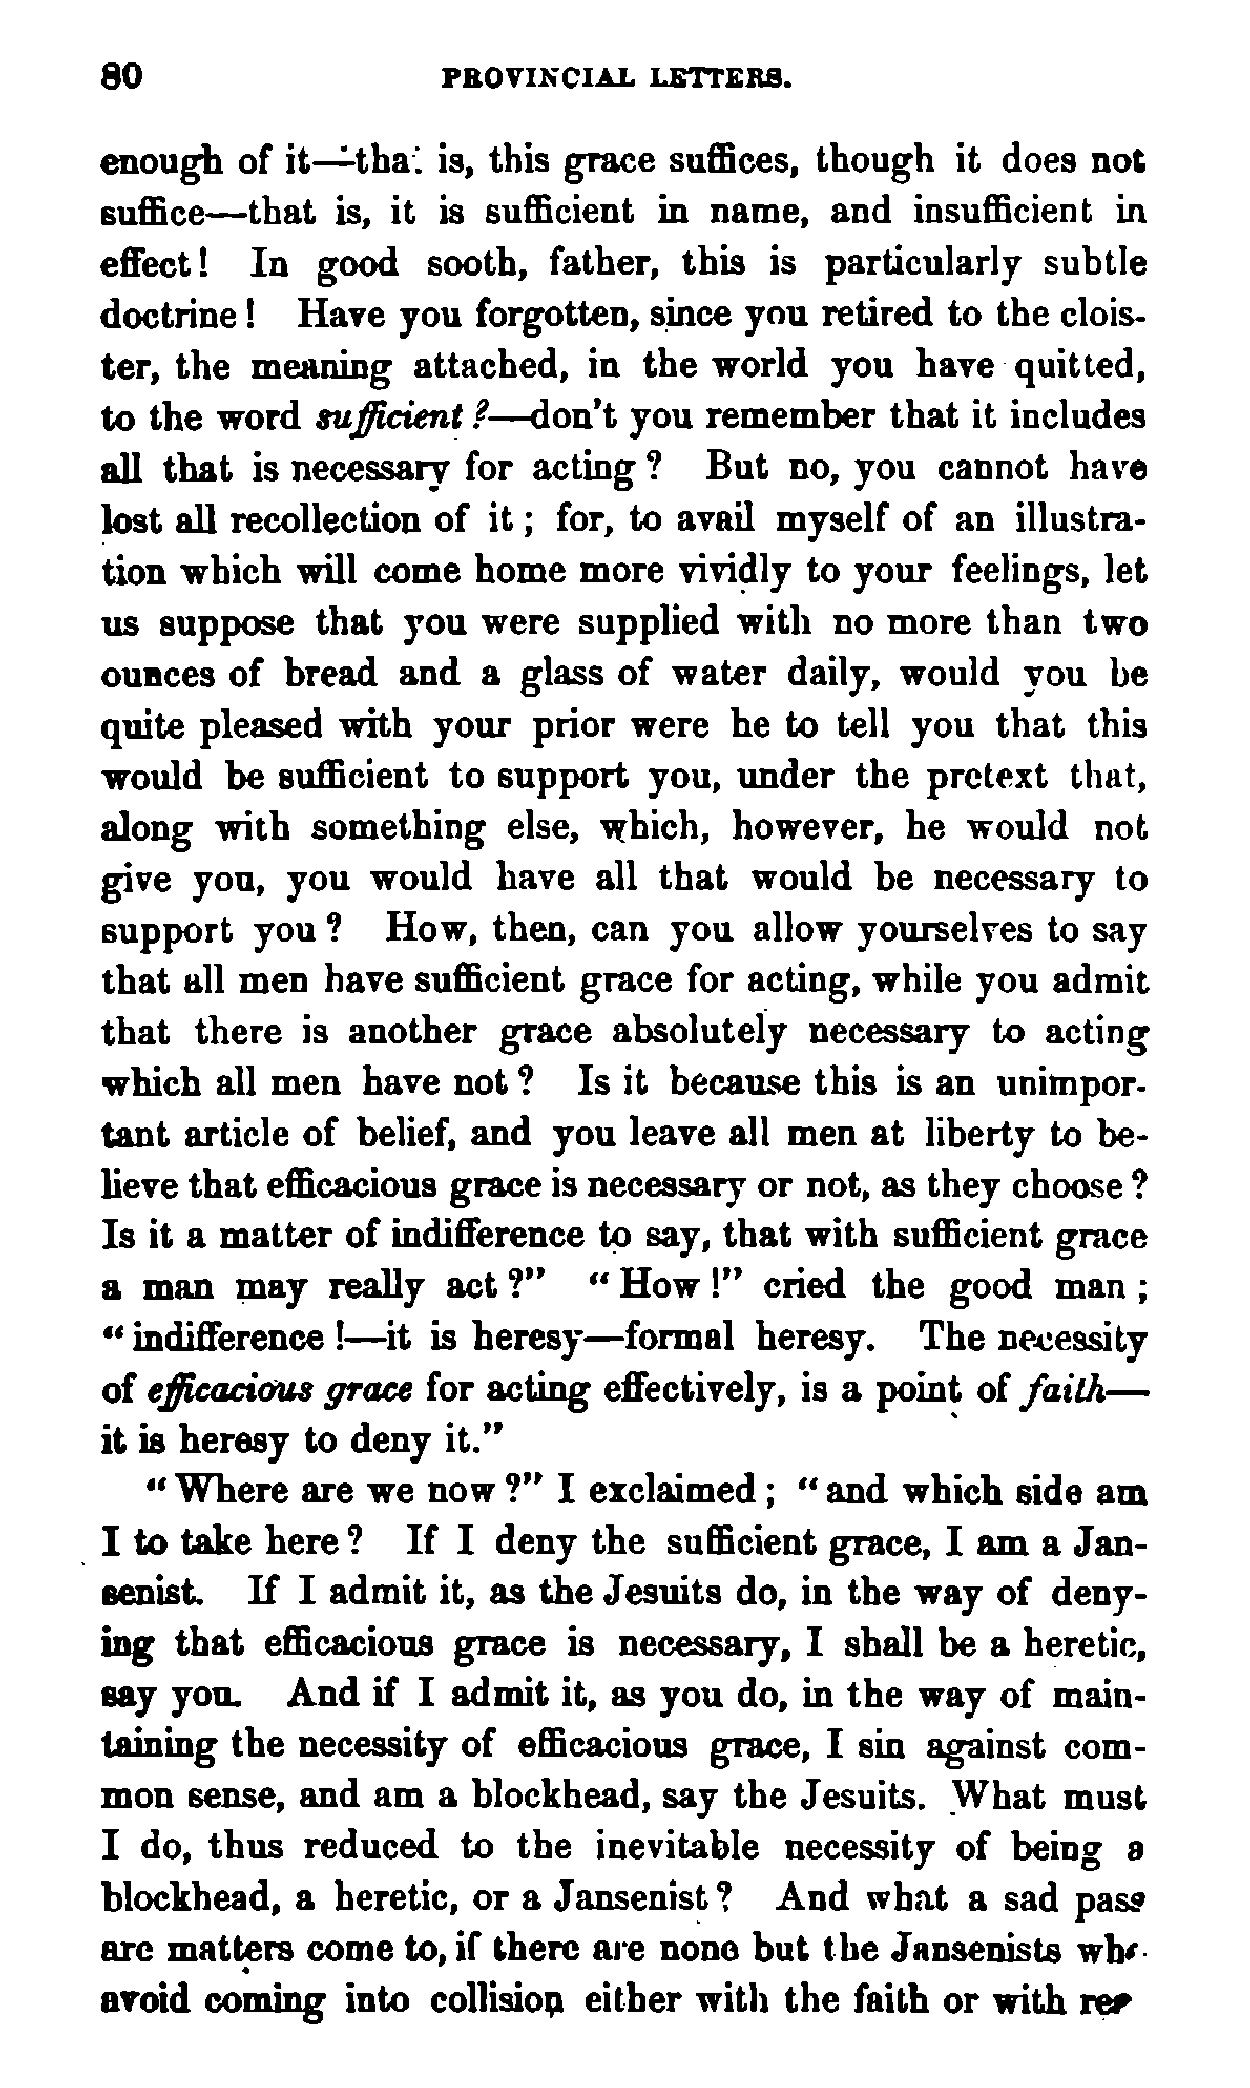 80 PROVINCIAL LETTERS.
enough of it—that is, this grace suffices, though it does not
suffice—that is, it is sufficient in name, and insufficient in
effect! In good sooth, father, this is particularly subtle
doctrine! Have you forgotten, since you retired to the clois-
ter, the meaning attached, in the world you have quitted,
to the word sufficient?—don't you remember that it includes
all that is necessary for acting? But no, you cannot have
lost all recollection of it; for, to avail myself of an illustra-
tion which will come home more vividly to your feelings, let
us suppose that you were supplied with no more than two
ounces of bread and a glass of water daily, would you be
quite pleased with your prior were he to tell you that this
would be sufficient to support you, under the pretext that,
along with something else, which, however, he would not
give you, you would have all that would be necessary to
support you? How, then, can you allow yourselves to say
that all men have sufficient grace for acting, while you admit
that there is another grace absolutely necessary to acting
which all men have not? Is it because this is an unimpor-
tant article of belief, and you leave all men at liberty to be-
lieve that efficacious grace is necessary or not, as they choose?
Is it a matter of indifference to say, that with sufficient grace
a man may really act?" "How!" cried the good man;
"indifference!—it is heresy—formal heresy. The necessity
of efficacious grace for acting effectively, is a point of faith—
it is heresy to deny it."
"Where are we now?" I exclaimed; "and which side am
I to take here? If I deny the sufficient grace, I am a Jan-
senist. If I admit it, as the Jesuits do, in the way of deny-
ing that efficacious grace is necessary, I shall be a heretic,
say you. And if I admit it, as you do, in the way of main-
taining the necessity of efficacious grace, I sin against com-
mon sense, and am a blockhead, say the Jesuits. What must
I do, thus reduced to the inevitable necessity of being a
blockhead, a heretic, or a Jansenist? And what a sad pass
are matters come to, if there are none but the Jansenists who
avoid coming into collision either with the faith or with